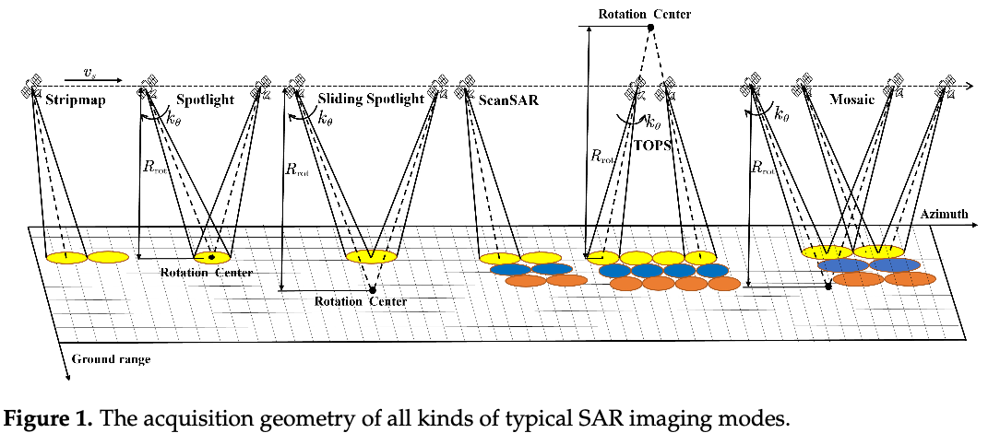 Rotation Center
v_s
Stripmap
Spotlight
Sliding Spotlight
ScanSAR
Mosaic
k_θ
k_θ
k_θ
k_θ
TOPS
R_rot
R_rot
R_rot
R_rot
Azimuth
Rotation Center
Rotation Center
Ground range
Figure 1. The acquisition geometry of all kinds of typical SAR imaging modes.